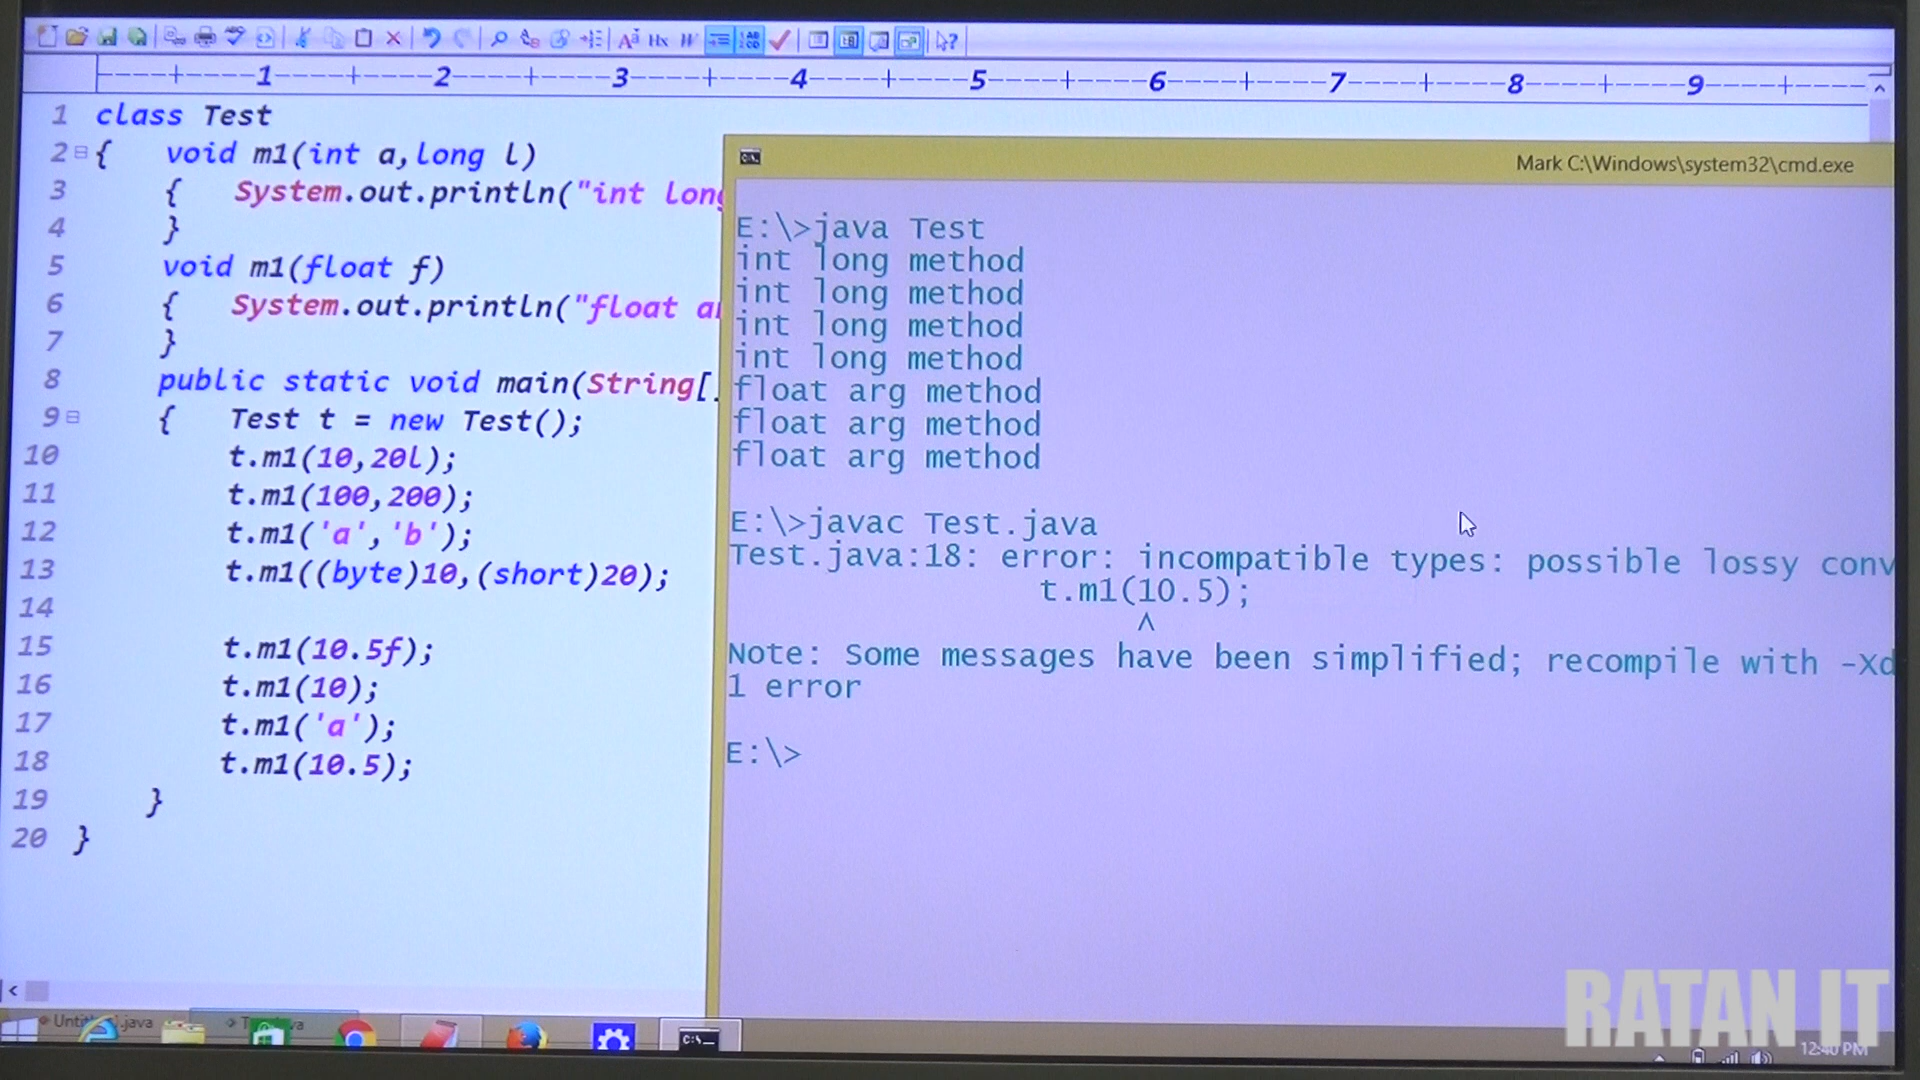 ----+----1----+----2----+----3----+----4----+----5----+----6----+----7----+----8----+----9----+----
1 class Test
2 { void m1(int a,long l)
3 { System.out.println("int long
4 }
5 void m1(float f)
6 { System.out.println("float ar
7 }
8 public static void main(String[
9 { Test t = new Test();
10 t.m1(10,20l);
11 t.m1(100,200);
12 t.m1('a','b');
13 t.m1((byte)10,(short)20);
14
15 t.m1(10.5f);
16 t.m1(10);
17 t.m1('a');
18 t.m1(10.5);
19 }
20 }
Mark C:\Windows\system32\cmd.exe
E:\>java Test
int long method
int long method
int long method
int long method
float arg method
float arg method
float arg method
E:\>javac Test.java
Test.java:18: error: incompatible types: possible lossy conv
t.m1(10.5);
^
Note: Some messages have been simplified; recompile with -Xd
1 error
E:\>
RATAN IT
12:40 PM